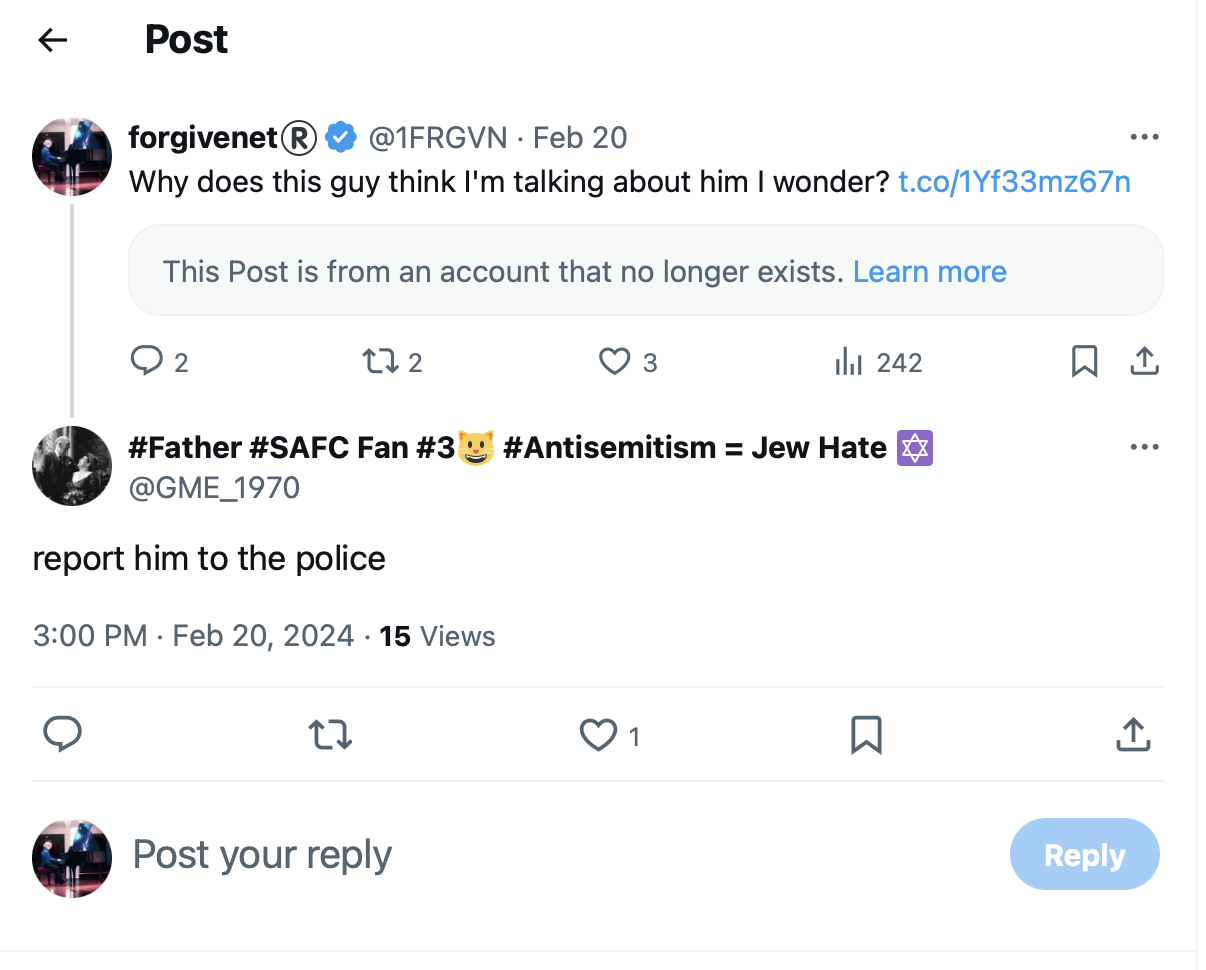 Post
forgivenet®️ @1FRGVN · Feb 20
Why does this guy think I'm talking about him I wonder? t.co/1Yf33mz67n
This Post is from an account that no longer exists. Learn more
2 2 3 242
#Father #SAFC Fan #3😺 #Antisemitism = Jew Hate 🔯
@GME_1970
report him to the police
3:00 PM · Feb 20, 2024 · 15 Views
1
Post your reply
Reply